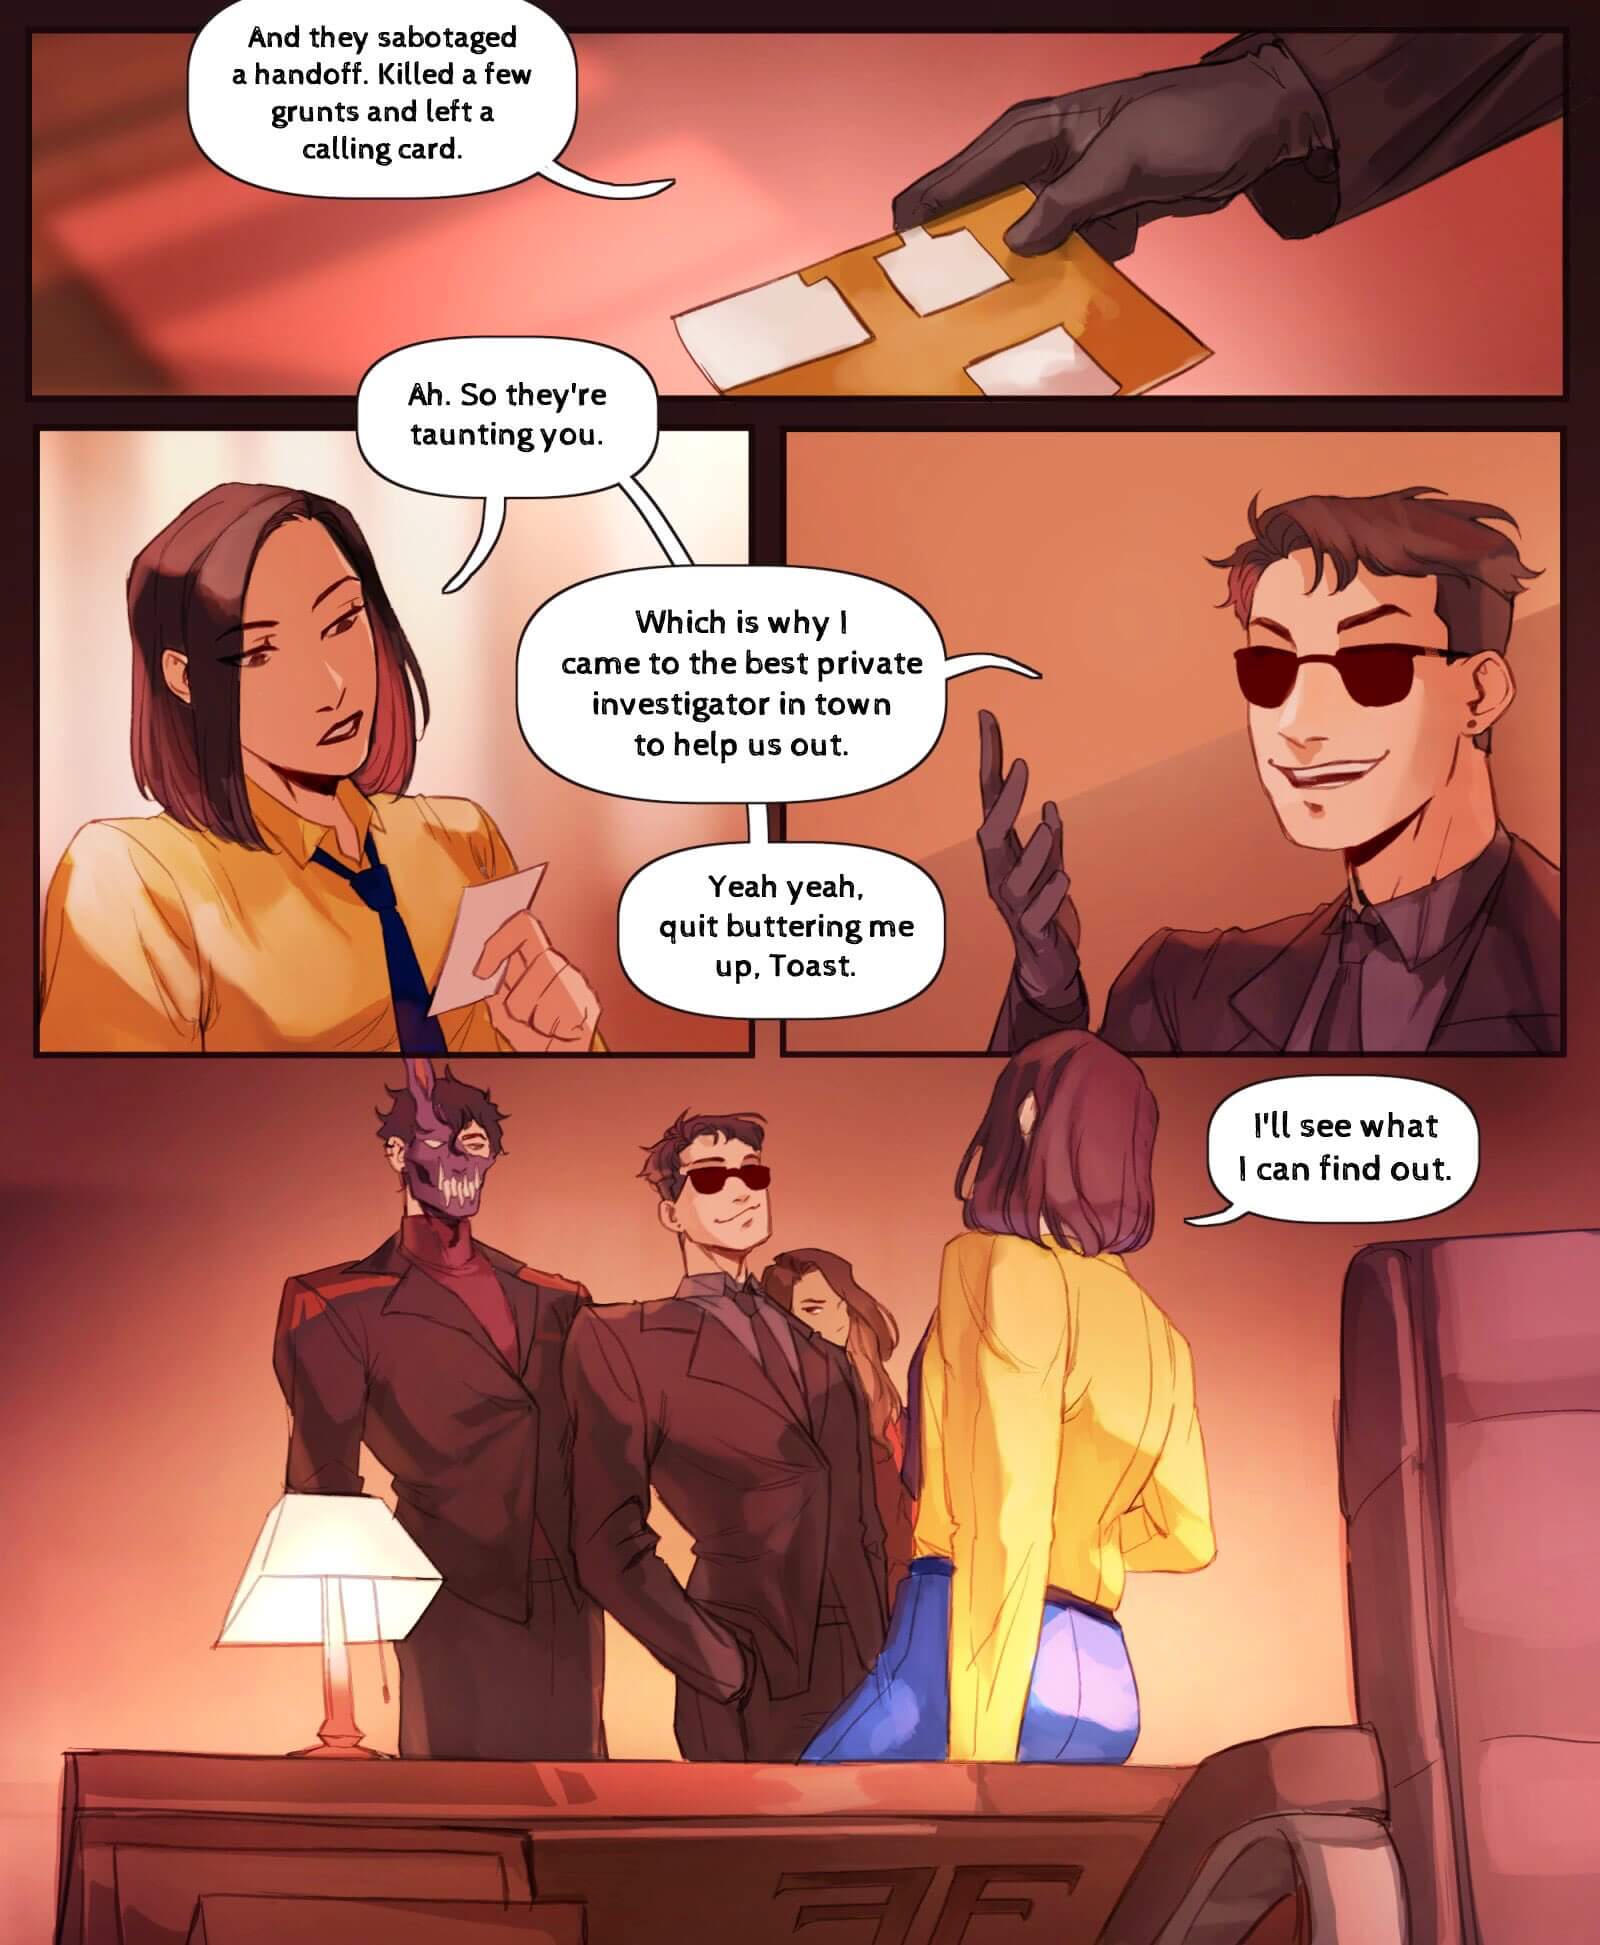 And they sabotaged
a handoff. Killed a few
grunts and left a
calling card.
Ah. So they're
taunting you.
Which is why I
came to the best private
investigator in town
to help us out.
Yeah yeah,
quit buttering me
up, Toast.
I'll see what
I can find out.